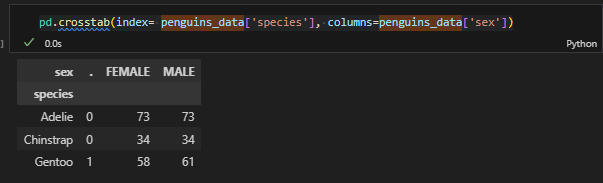 pd.crosstab(index= penguins_data['species'], columns=penguins_data['sex'])
] ✓ 0.0s Python
sex . FEMALE MALE
species
Adelie 0 73 73
Chinstrap 0 34 34
Gentoo 1 58 61